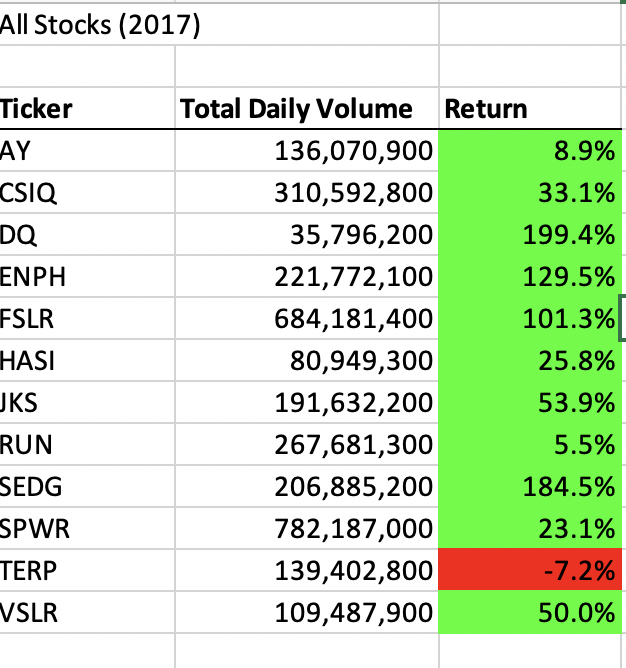 All Stocks (2017)
Ticker Total Daily Volume Return
AY 136,070,900 8.9%
CSIQ 310,592,800 33.1%
DQ 35,796,200 199.4%
ENPH 221,772,100 129.5%
FSLR 684,181,400 101.3%
HASI 80,949,300 25.8%
JKS 191,632,200 53.9%
RUN 267,681,300 5.5%
SEDG 206,885,200 184.5%
SPWR 782,187,000 23.1%
TERP 139,402,800 -7.2%
VSLR 109,487,900 50.0%